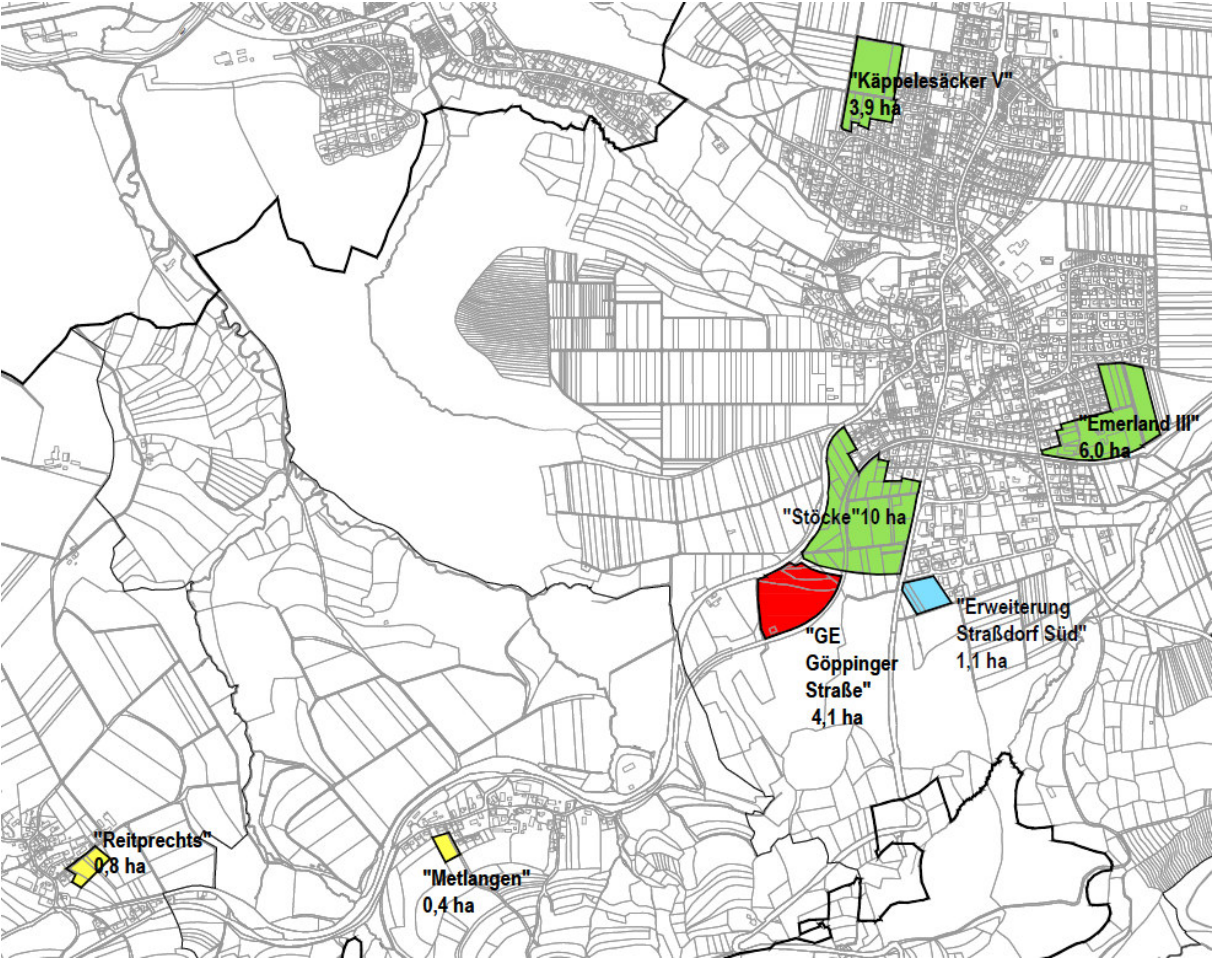 "Käppelesäcker V"
3,9 ha
"Emerland III"
6,0 ha
"Stöcke"10 ha
"Erweiterung
Straßdorf Süd"
1,1 ha
"GE
Göppinger
Straße"
4,1 ha
"Reitprechts"
0,8 ha
"Metlangen"
0,4 ha